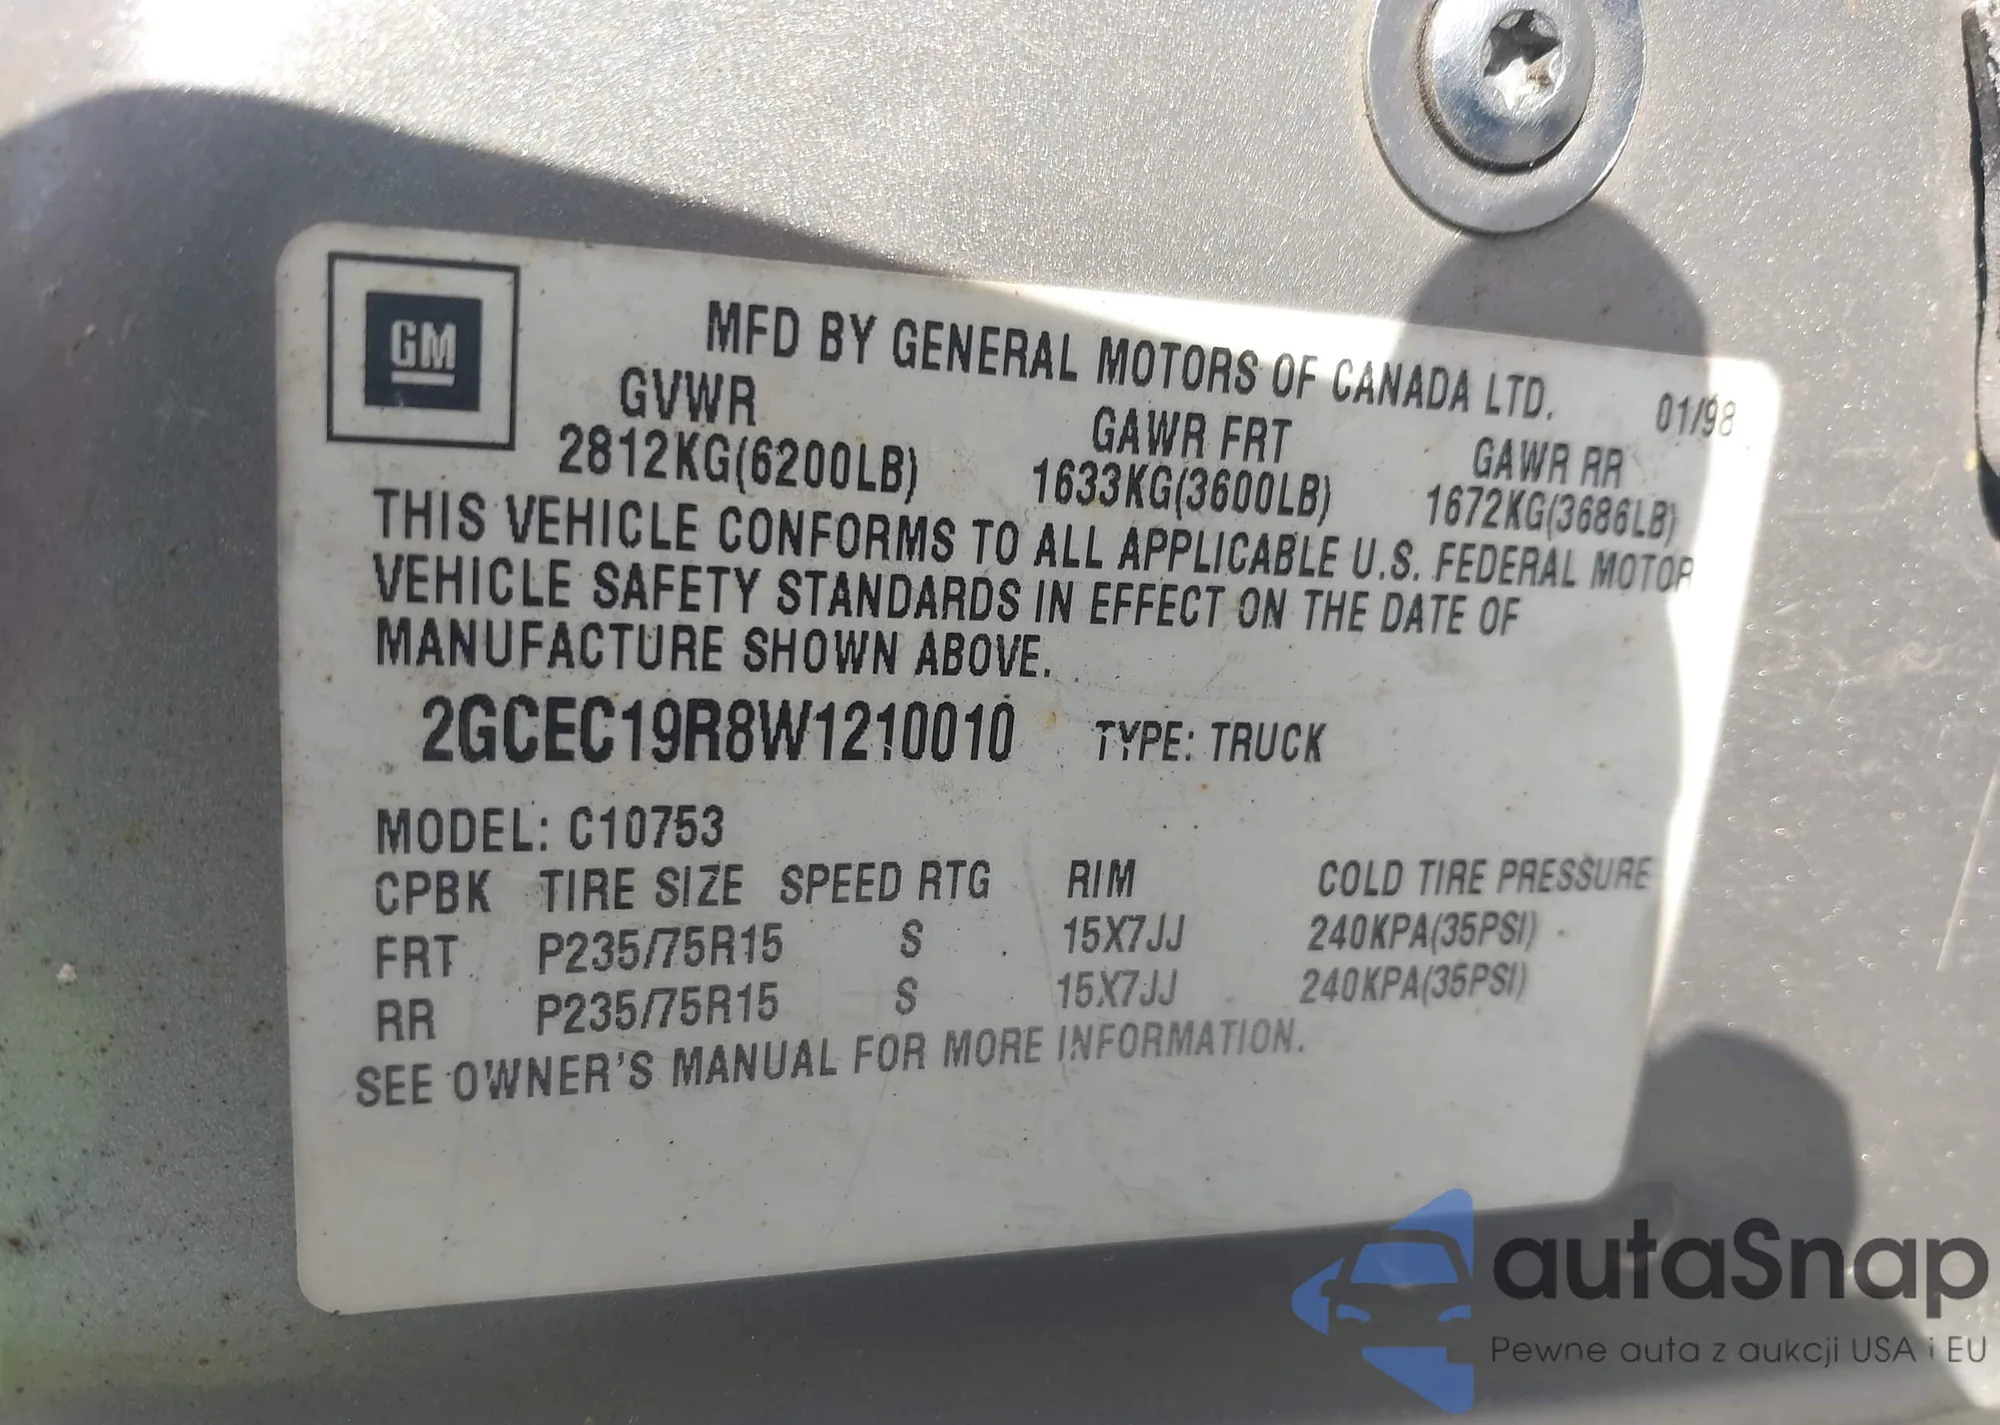 GM
MFD BY GENERAL MOTORS OF CANADA LTD.
01/98
GVWR GAWR FRT GAWR RR
2812KG(6200LB) 1633KG(3600LB) 1672KG(3686LB)
THIS VEHICLE CONFORMS TO ALL APPLICABLE U.S. FEDERAL MOTOR
VEHICLE SAFETY STANDARDS IN EFFECT ON THE DATE OF
MANUFACTURE SHOWN ABOVE.
2GCEC19R8W1210010 TYPE: TRUCK
MODEL: C10753
CPBK TIRE SIZE SPEED RTG RIM COLD TIRE PRESSURE
FRT P235/75R15 S 15X7JJ 240KPA(35PSI)
RR P235/75R15 S 15X7JJ 240KPA(35PSI)
SEE OWNER'S MANUAL FOR MORE INFORMATION.
autaSnap
Pewne auta z aukcji USA i EU